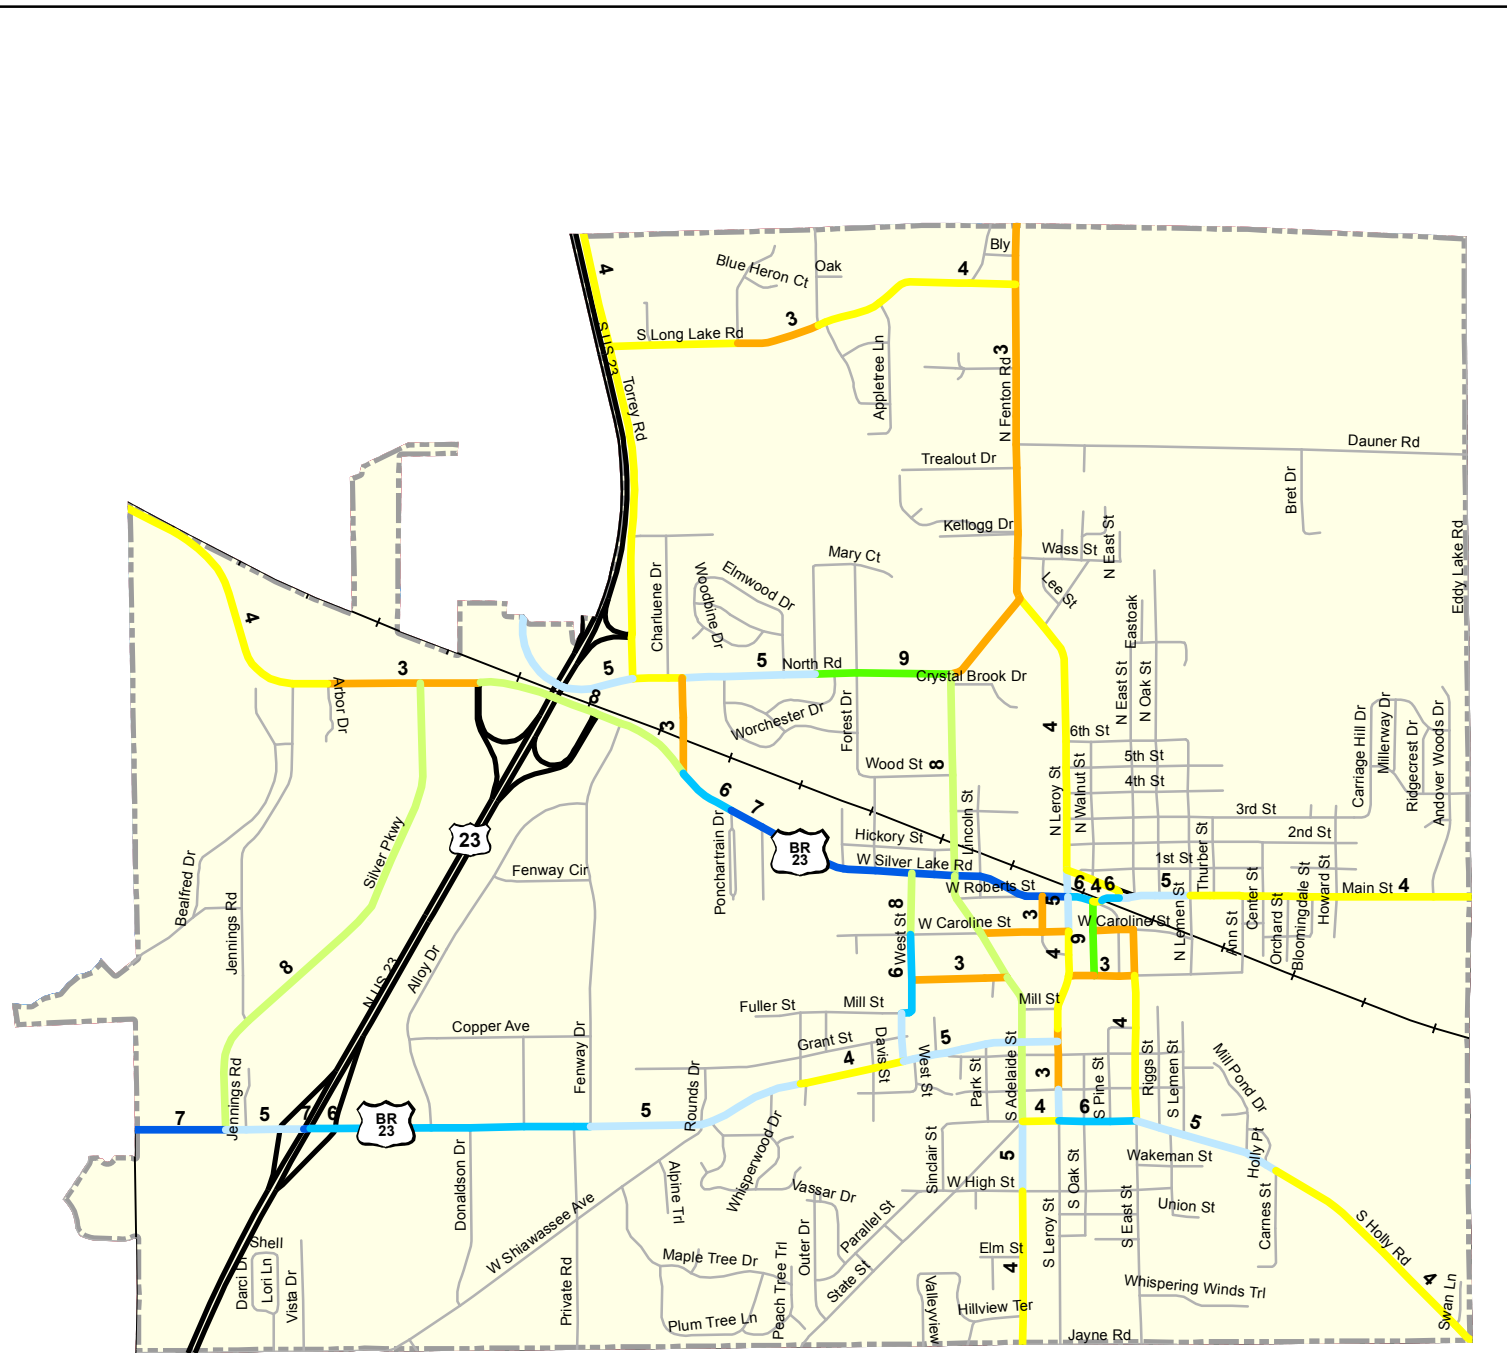 Bly
4
Blue Heron Ct
Oak
4
3
S Long Lake Rd
S US 23
3
Appletree Ln
Torrey Rd
N Fenton Rd
Dauner Rd
Trealout Dr
Bret Dr
Kellogg Dr
N East St
Eddy Lake Rd
Mary Ct
Wass St
Elmwood Dr
Woodbine Dr
Charluene Dr
Lee St
4
Eastoak
3
5
5
North Rd
9
Crystal Brook Dr
N East St
N Oak St
Arbor Dr
8
3
Worchester Dr
Forest Dr
4
6th St
Carriage Hill Dr
Millerway Dr
Ridgecrest Dr
Andover Woods Dr
Wood St
8
5th St
4th St
N Leroy St
N Walnut St
6
7
Lincoln St
3rd St
Silver Pkwy
23
BR
23
Hickory St
2nd St
Thurber St
Ponchartrain Dr
Fenway Cir
W Silver Lake Rd
1st St
Bealfred Dr
W Roberts St
6
4
6
5
Main St
4
Jennings Rd
8
West St
W Caroline St
3
5
W Caroline St
N Lemen St
Ann St
Center St
Orchard St
Bloomingdale St
Howard St
9
4
3
8
N US 23
Alloy Dr
6
3
Fuller St
Mill St
Mill St
Copper Ave
Fenway Dr
Grant St
Davis St
5
4
4
West St
Park St
S Adelaide St
3
S Pine St
Riggs St
S Lemen St
Mill Pond Dr
Jennings Rd
7
5
7
6
BR
23
5
Rounds Dr
4
6
5
Holly Pt
Donaldson Dr
Alpine Trl
Whisperwood Dr
Sinclair St
5
Wakeman St
W High St
S Oak St
Vassar Dr
Union St
Carnes St
W Shiawassee Ave
Parallel St
S Leroy St
S East St
S Holly Rd
Shell
Darci Dr
Lori Ln
Vista Dr
Maple Tree Dr
Outer Dr
State St
Elm St
4
4
Swan Ln
Private Rd
Plum Tree Ln
Peach Tree Trl
Valleyview
Hillview Ter
Whispering Winds Trl
Jayne Rd